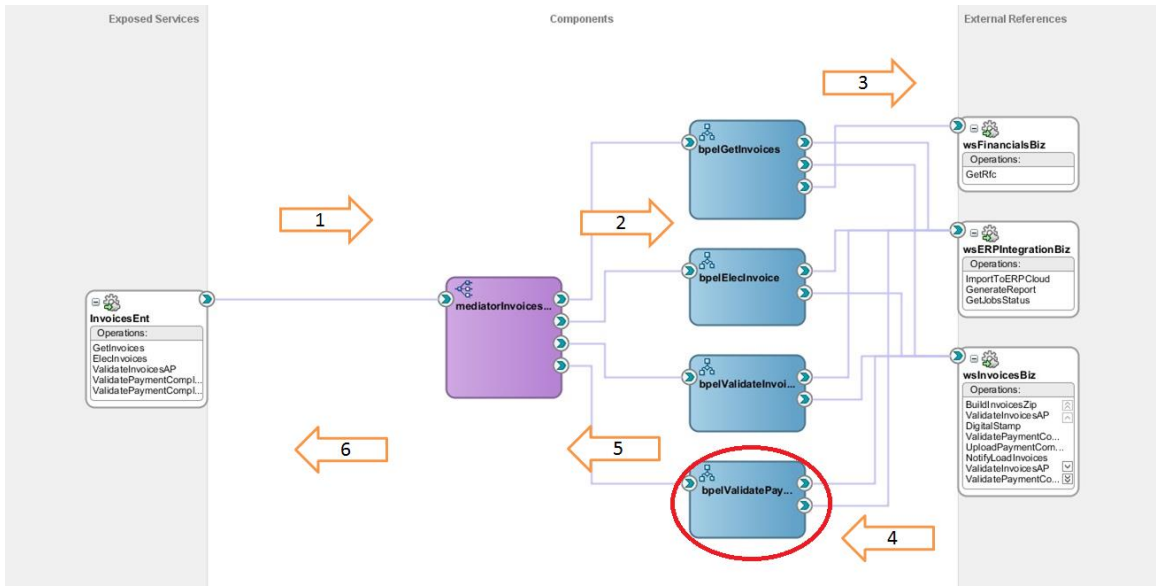 Exposed Services
Components
External References
3
wsFinancialsBiz
Operations:
GetRfc
bpelGetInvoices
1
2
wsERPIntegrationBiz
Operations:
ImportToERPCloud
GenerateReport
GetJobsStatus
bpelElecInvoice
InvoicesEnt
Operations:
GetInvoices
ElecInvoices
ValidateInvoicesAP
ValidatePaymentCompl...
ValidatePaymentCompl...
mediatorInvoices...
bpelValidateInvoi...
wsInvoicesBiz
Operations:
BuildInvoicesZip
ValidateInvoicesAP
DigitalStamp
ValidatePaymentCo...
UploadPaymentCom...
NotifyLoadInvoices
ValidateInvoicesAP
ValidatePaymentCo...
6
5
bpelValidatePay...
4